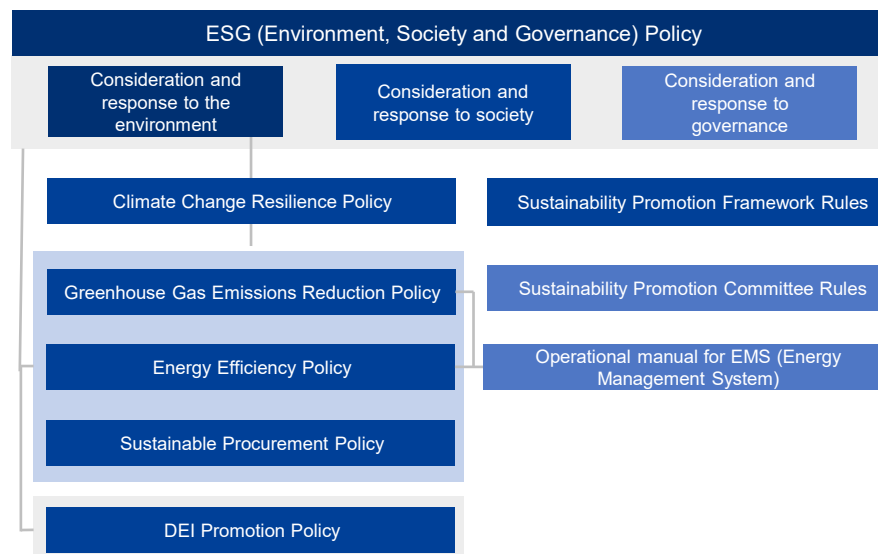 ESG (Environment, Society and Governance) Policy
Consideration and
response to the
environment
Consideration and
response to society
Consideration and
response to
governance
Climate Change Resilience Policy
Sustainability Promotion Framework Rules
Greenhouse Gas Emissions Reduction Policy
Sustainability Promotion Committee Rules
Energy Efficiency Policy
Operational manual for EMS (Energy
Management System)
Sustainable Procurement Policy
DEI Promotion Policy